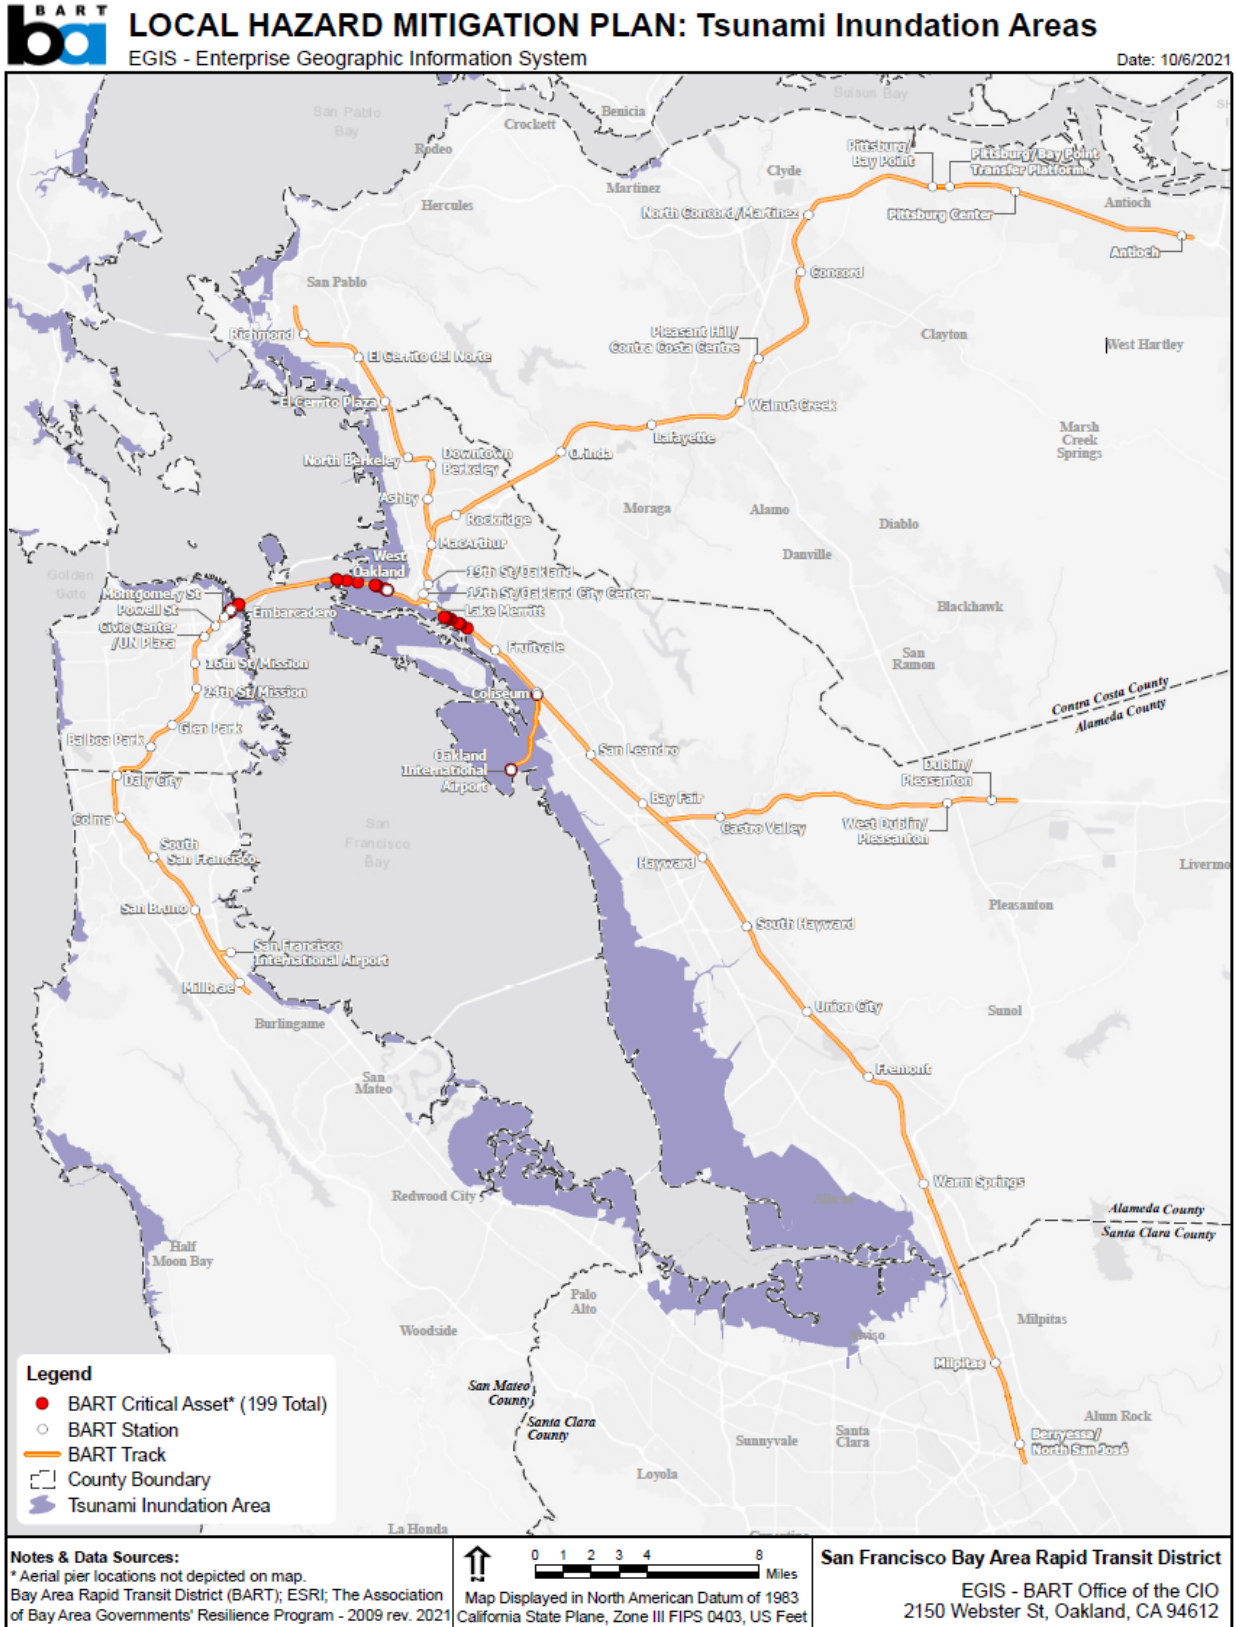 BART
ba
LOCAL HAZARD MITIGATION PLAN: Tsunami Inundation Areas
EGIS - Enterprise Geographic Information System
Date: 10/6/2021
San Pablo
Bay
Crockett
Benicia
Suisun Bay
Rodeo
Hercules
Martinez
Clyde
Pittsburg/
Bay Point
Pittsburg/Bay Point
Transfer Platform
North Concord/Martinez
Pittsburg Center
Antioch
Antioch
San Pablo
Concord
Richmond
El Cerrito del Norte
Pleasant Hill/
Contra Costa Centre
Clayton
West Hartley
El Cerrito Plaza
Walnut Creek
Lafayette
Orinda
Marsh
Creek
Springs
North Berkeley
Downtown
Berkeley
Ashby
Rockridge
Moraga
Alamo
Diablo
MacArthur
Danville
West
Oakland
Golden
Gate
19th St/Oakland
12th St/Oakland City Center
Lake Merritt
Montgomery St
Powell St
Embarcadero
Civic Center
/UN Plaza
Blackhawk
Fruitvale
San
Ramon
16th St/Mission
24th St/Mission
Coliseum
Contra Costa County
Alameda County
Glen Park
Balboa Park
San Leandro
Oakland
International
Airport
Dublin/
Pleasanton
Daly City
Bay Fair
Colma
Castro Valley
West Dublin/
Pleasanton
San
Francisco
Bay
South
San Francisco
Hayward
Livermo
San Bruno
Pleasanton
South Hayward
San Francisco
International Airport
Millbrae
Union City
Sunol
Burlingame
San
Mateo
Fremont
Redwood City
Warm Springs
Alameda County
Santa Clara County
Half
Moon Bay
Palo
Alto
Woodside
Alviso
Milpitas
Milpitas
San Mateo
County
Santa Clara
County
Sunnyvale
Santa
Clara
Alum Rock
Berryessa/
North San José
Loyola
La Honda
Legend
BART Critical Asset* (199 Total)
BART Station
BART Track
County Boundary
Tsunami Inundation Area
Notes & Data Sources:
* Aerial pier locations not depicted on map.
Bay Area Rapid Transit District (BART); ESRI; The Association
of Bay Area Governments' Resilience Program - 2009 rev. 2021
0 1 2 3 4 8
Miles
Map Displayed in North American Datum of 1983
California State Plane, Zone III FIPS 0403, US Feet
San Francisco Bay Area Rapid Transit District
EGIS - BART Office of the CIO
2150 Webster St, Oakland, CA 94612